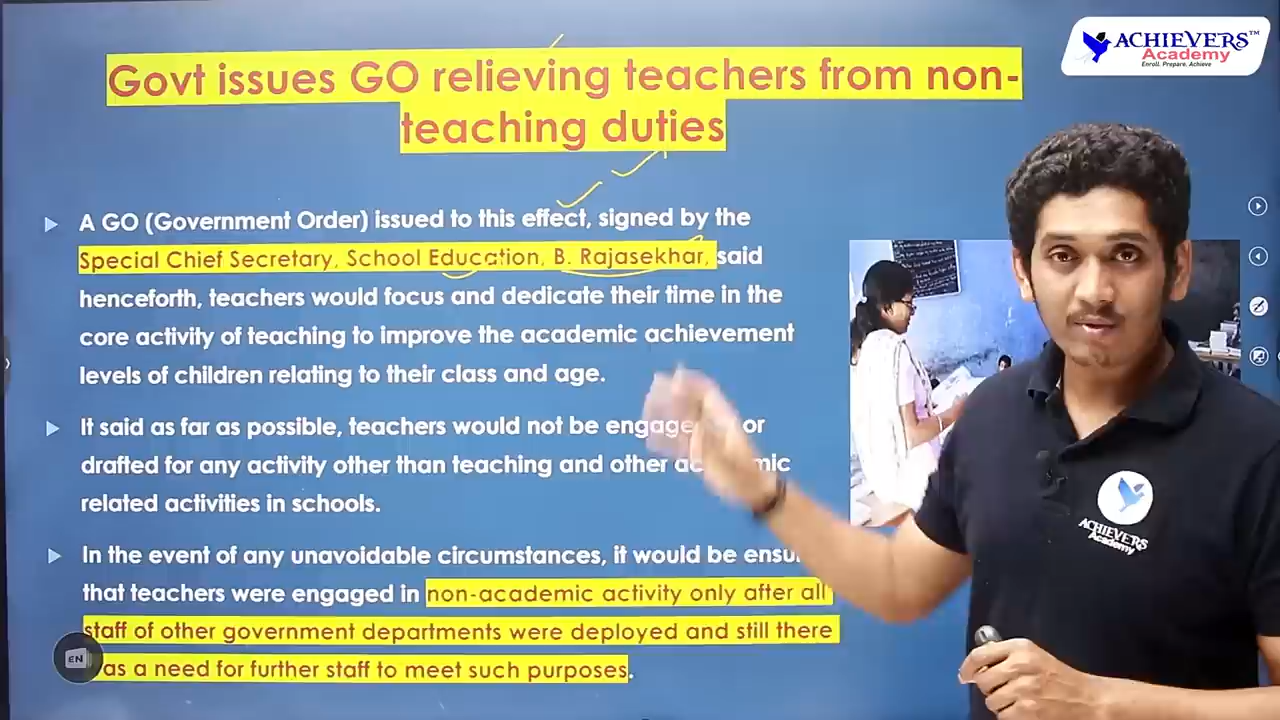 ACHIEVERS™
Academy
Enroll. Prepare. Achieve
Govt issues GO relieving teachers from non-
teaching duties
A GO (Government Order) issued to this effect, signed by the
Special Chief Secretary, School Education, B. Rajasekhar, said
henceforth, teachers would focus and dedicate their time in the
core activity of teaching to improve the academic achievement
levels of children relating to their class and age.
It said as far as possible, teachers would not be or
drafted for any activity other than teaching and other
related activities in schools.
In the event of any unavoidable circumstances, it would be
that teachers were engaged in non-academic activity only after all
staff of other government departments were deployed and still there
as a need for further staff to meet such purposes.
EN
ACHIEVERS
Academy